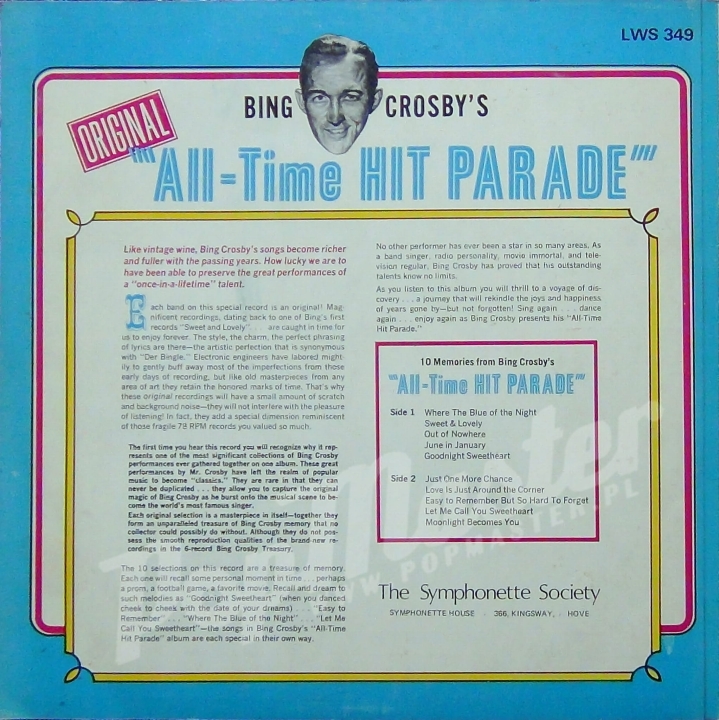 LWS 349
BING CROSBY'S
ORIGINAL
""All-Time HIT PARADE""
Like vintage wine, Bing Crosby's songs become richer
and fuller with the passing years. How lucky we are to
have been able to preserve the great performances of
a "once-in-a-lifetime" talent.
Each band on this special record is an original! Mag-
nificent recordings, dating back to one of Bing's first
records "Sweet and Lovely" . . . are caught in time for
us to enjoy forever. The style, the charm, the perfect phrasing
of lyrics are there—the artistic perfection that is synonymous
with "Der Bingle." Electronic engineers have labored might-
ily to gently buff away most of the imperfections from those
early days of recording, but like old masterpieces from any
area of art they retain the honored marks of time. That's why
these original recordings will have a small amount of scratch
and background noise—they will not interfere with the pleasure
of listening! In fact, they add a special dimension reminiscent
of those fragile 78 RPM records you valued so much.
The first time you hear this record you will recognize why it rep-
resents one of the most significant collections of Bing Crosby
performances ever gathered together on one album. These great
performances by Mr. Crosby have left the realm of popular
music to become "classics." They are rare in that they can
never be duplicated . . . they allow you to capture the original
magic of Bing Crosby as he burst onto the musical scene to be-
come the world's most famous singer.
Each original selection is a masterpiece in itself—together they
form an unparalleled treasure of Bing Crosby memory that no
collector could possibly do without. Although they do not pos-
sess the smooth reproduction qualities of the brand-new re-
cordings in the 6-record Bing Crosby Treasury.
The 10 selections on this record are a treasure of memory.
Each one will recall some personal moment in time . . . perhaps
a prom, a football game, a favorite movie. Recall and dream to
such melodies as "Goodnight Sweetheart" (when you danced
cheek to cheek with the date of your dreams) . . . "Easy to
Remember" . . . "Where The Blue of the Night" . . . "Let Me
Call You Sweetheart"—the songs in Bing Crosby's "All-Time
Hit Parade" album are each special in their own way.
No other performer has ever been a star in so many areas. As
a band singer, radio personality, movie immortal, and tele-
vision regular, Bing Crosby has proved that his outstanding
talents know no limits.
As you listen to this album you will thrill to a voyage of dis-
covery . . . a journey that will rekindle the joys and happiness
of years gone by—but not forgotten! Sing again . . . dance
again . . . enjoy again as Bing Crosby presents his "All-Time
Hit Parade."
10 Memories from Bing Crosby's
"All-Time HIT PARADE"
Side 1 Where The Blue of the Night
Sweet & Lovely
Out of Nowhere
June in January
Goodnight Sweetheart
Side 2 Just One More Chance
Love Is Just Around the Corner
Easy to Remember But So Hard To Forget
Let Me Call You Sweetheart
Moonlight Becomes You
The Symphonette Society
SYMPHONETTE HOUSE · 366, KINGSWAY, · HOVE
PopMaster
WWW.POPMASTER.PL